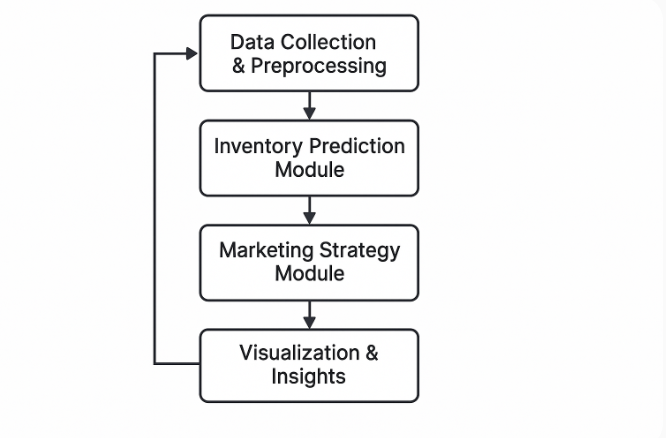 Data Collection
& Preprocessing
Inventory Prediction
Module
Marketing Strategy
Module
Visualization &
Insights